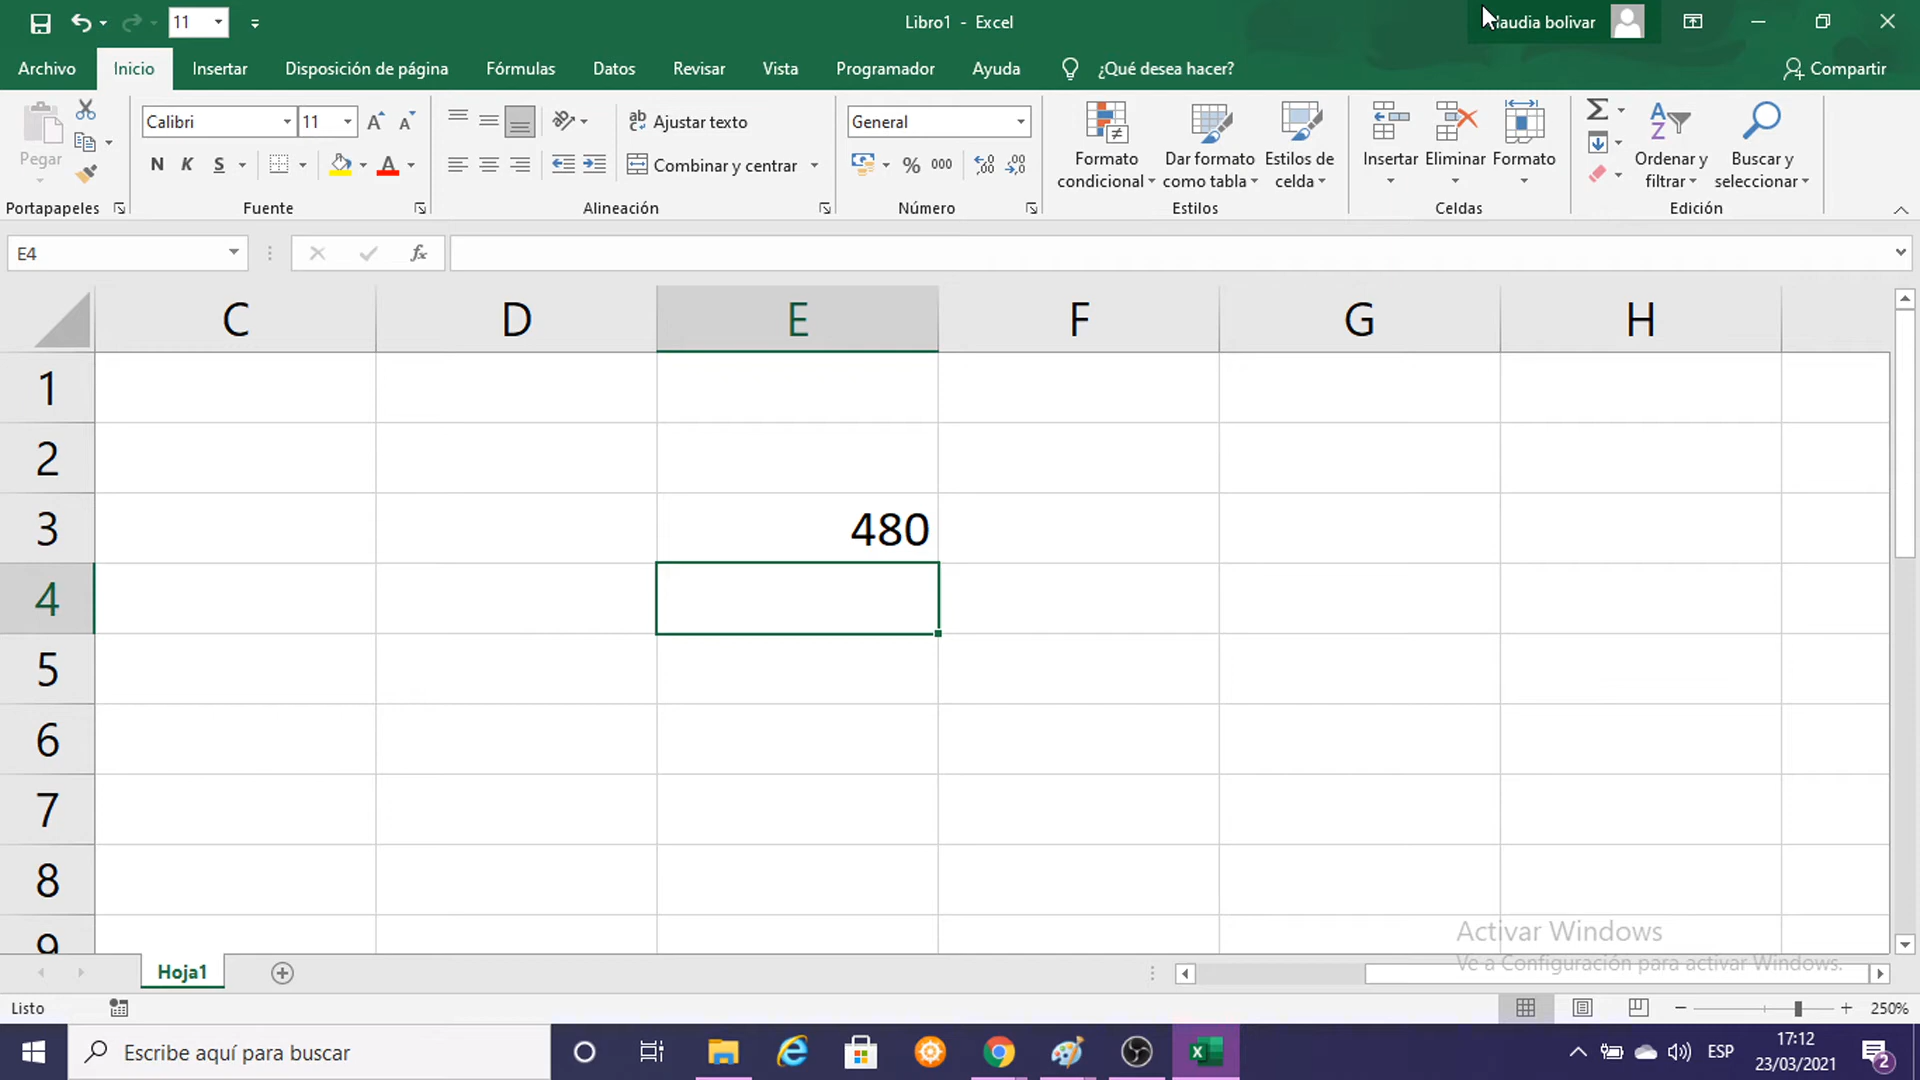 11
Libro1 - Excel
laudia bolivar
Archivo
Inicio
Insertar
Disposición de página
Fórmulas
Datos
Revisar
Vista
Programador
Ayuda
¿Qué desea hacer?
Compartir
Pegar
Portapapeles
Calibri
11
N K S
Fuente
Ajustar texto
Combinar y centrar
Alineación
General
% 000
Número
Formato
condicional
Dar formato
como tabla
Estilos de
celda
Estilos
Insertar
Eliminar
Formato
Celdas
Ordenar y
filtrar
Buscar y
seleccionar
Edición
E4
fx
C D E F G H
1
2
3 480
4
5
6
7
8
9
Activar Windows
Ve a Configuración para activar Windows.
Hoja1
Listo
250%
Escribe aquí para buscar
ESP
17:12
23/03/2021
2